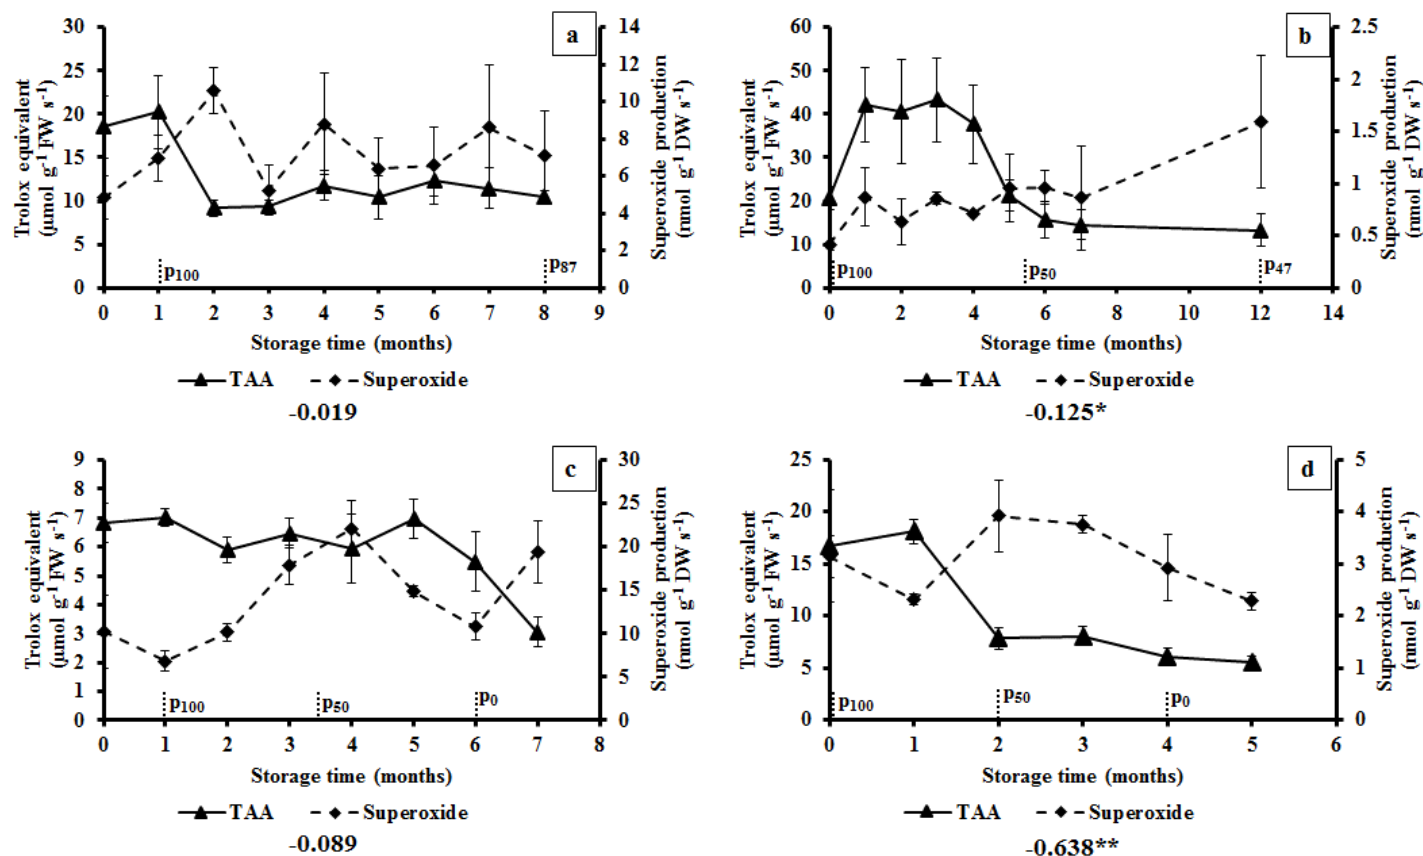 a
Trolox equivalent
(µmol g-1 FW s-1)
30
25
20
15
10
5
0
14
12
10
8
6
4
2
0
Superoxide production
(nmol g-1 DW s-1)
p100
p87
0 1 2 3 4 5 6 7 8 9
Storage time (months)
TAA Superoxide
-0.019
b
Trolox equivalent
(µmol g-1 FW s-1)
60
50
40
30
20
10
0
2.5
2
1.5
1
0.5
0
Superoxide production
(nmol g-1 DW s-1)
p100
p50
p47
0 2 4 6 8 10 12 14
Storage time (months)
TAA Superoxide
-0.125*
c
Trolox equivalent
(µmol g-1 FW s-1)
9
8
7
6
5
4
3
2
1
0
30
25
20
15
10
5
0
Superoxide production
(nmol g-1 DW s-1)
p100
p50
p0
0 1 2 3 4 5 6 7 8
Storage time (months)
TAA Superoxide
-0.089
d
Trolox equivalent
(µmol g-1 FW s-1)
25
20
15
10
5
0
5
4
3
2
1
0
Superoxide production
(nmol g-1 DW s-1)
p100
p50
p0
0 1 2 3 4 5 6
Storage time (months)
TAA Superoxide
-0.638**